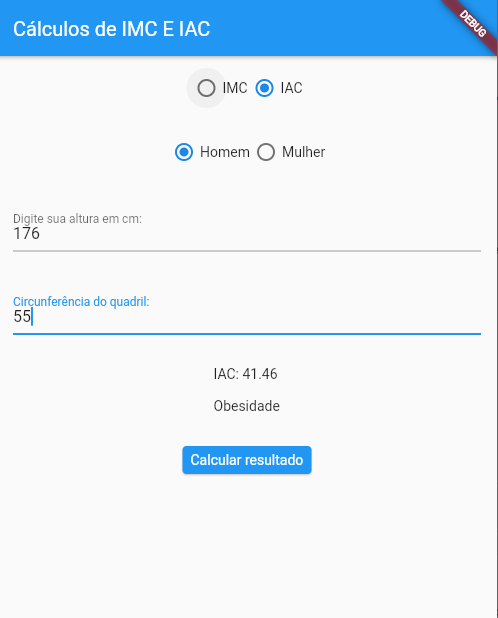 Cálculos de IMC E IAC
DEBUG
IMC IAC
Homem Mulher
Digite sua altura em cm:
176
Circunferência do quadril:
55
IAC: 41.46
Obesidade
Calcular resultado